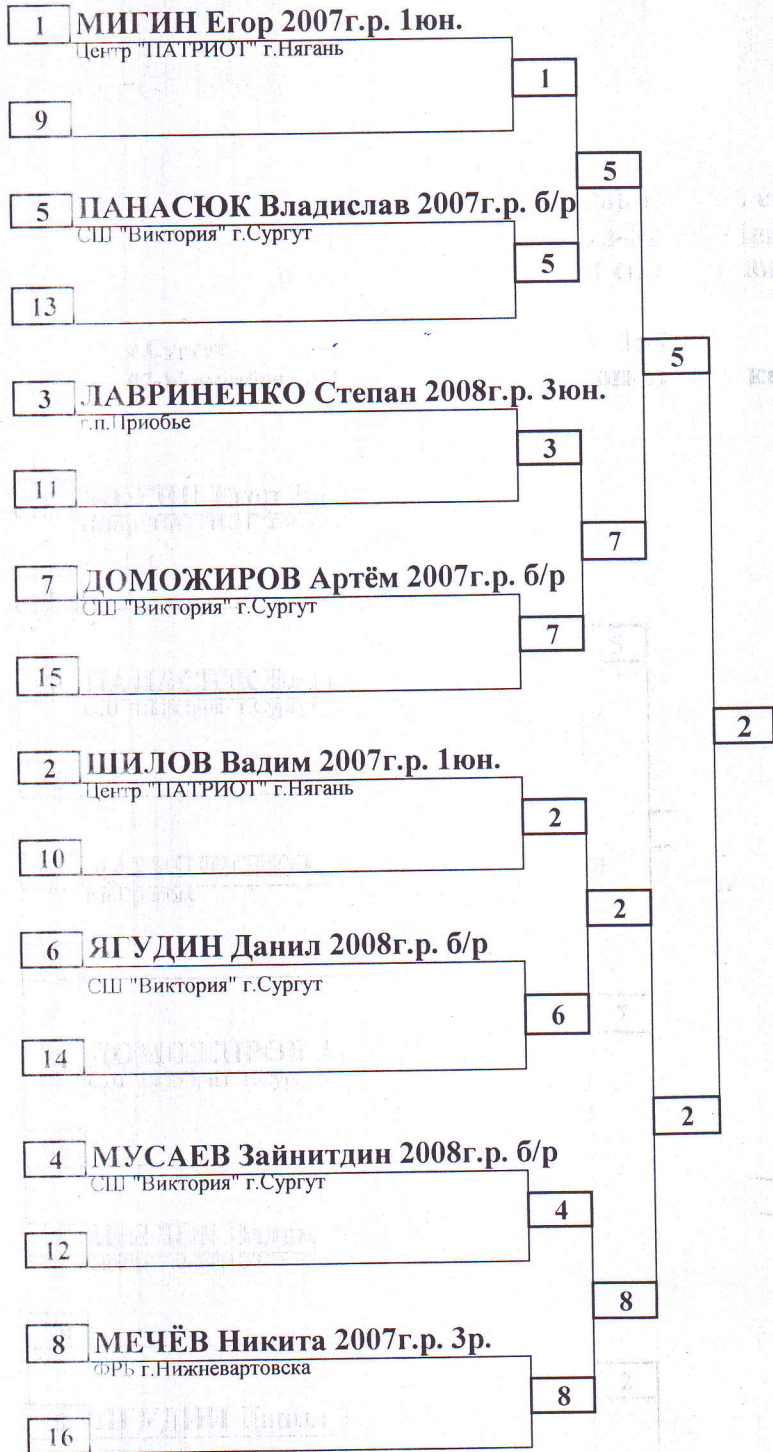 1 МИГИН Егор 2007г.р. 1юн.
Центр "ПАТРИОТ" г.Нягань
1
9
5
5 ПАНАСЮК Владислав 2007г.р. б/р
СШ "Виктория" г.Сургут
5
13
5
3 ЛАВРИНЕНКО Степан 2008г.р. 3юн.
г.п.Приобье
3
11
7
7 ДОМОЖИРОВ Артём 2007г.р. б/р
СШ "Виктория" г.Сургут
7
15
2
2 ШИЛОВ Вадим 2007г.р. 1юн.
Центр "ПАТРИОТ" г.Нягань
2
10
2
6 ЯГУДИН Данил 2008г.р. б/р
СШ "Виктория" г.Сургут
6
14
2
4 МУСАЕВ Зайнитдин 2008г.р. б/р
СШ "Виктория" г.Сургут
4
12
8
8 МЕЧЁВ Никита 2007г.р. 3р.
ФРБ г.Нижневартовска
8
16